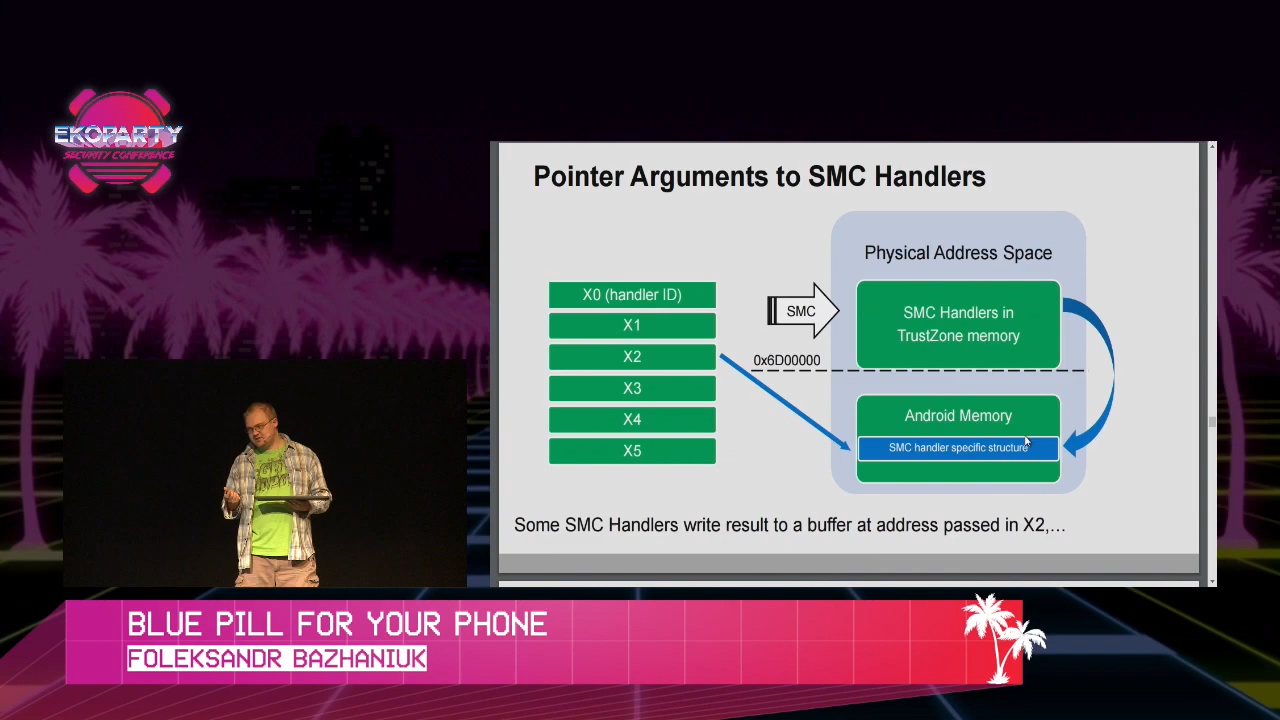 EKOPARTY
SECURITY CONFERENCE
Pointer Arguments to SMC Handlers
Physical Address Space
X0 (handler ID)
X1
X2
X3
X4
X5
SMC
SMC Handlers in
TrustZone memory
0x6D00000
Android Memory
SMC handler specific structure
Some SMC Handlers write result to a buffer at address passed in X2,...
BLUE PILL FOR YOUR PHONE
FOLEKSANDR BAZHANIUK